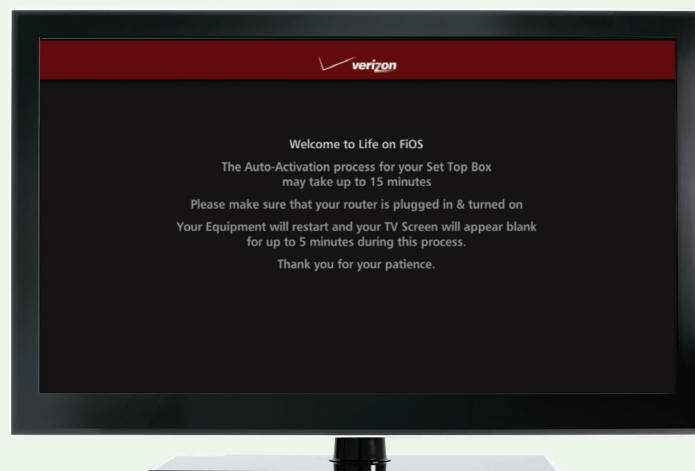 verizon
Welcome to Life on FiOS
The Auto-Activation process for your Set Top Box
may take up to 15 minutes
Please make sure that your router is plugged in & turned on
Your Equipment will restart and your TV Screen will appear blank
for up to 5 minutes during this process.
Thank you for your patience.